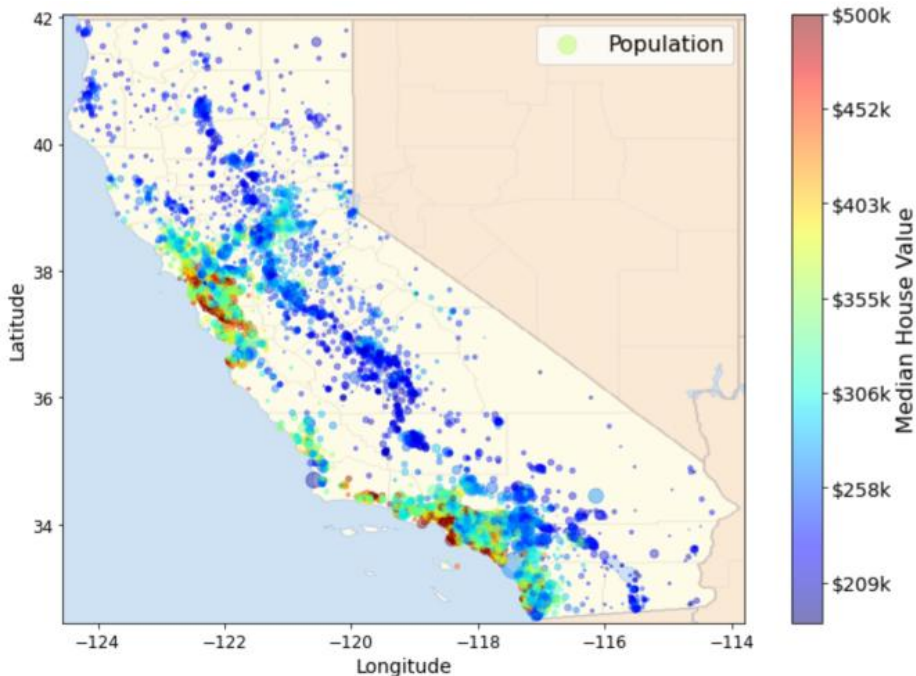 Population
42
40
38
36
34
−124
−122
−120
−118
−116
−114
Latitude
Longitude
$500k
$452k
$403k
$355k
$306k
$258k
$209k
Median House Value